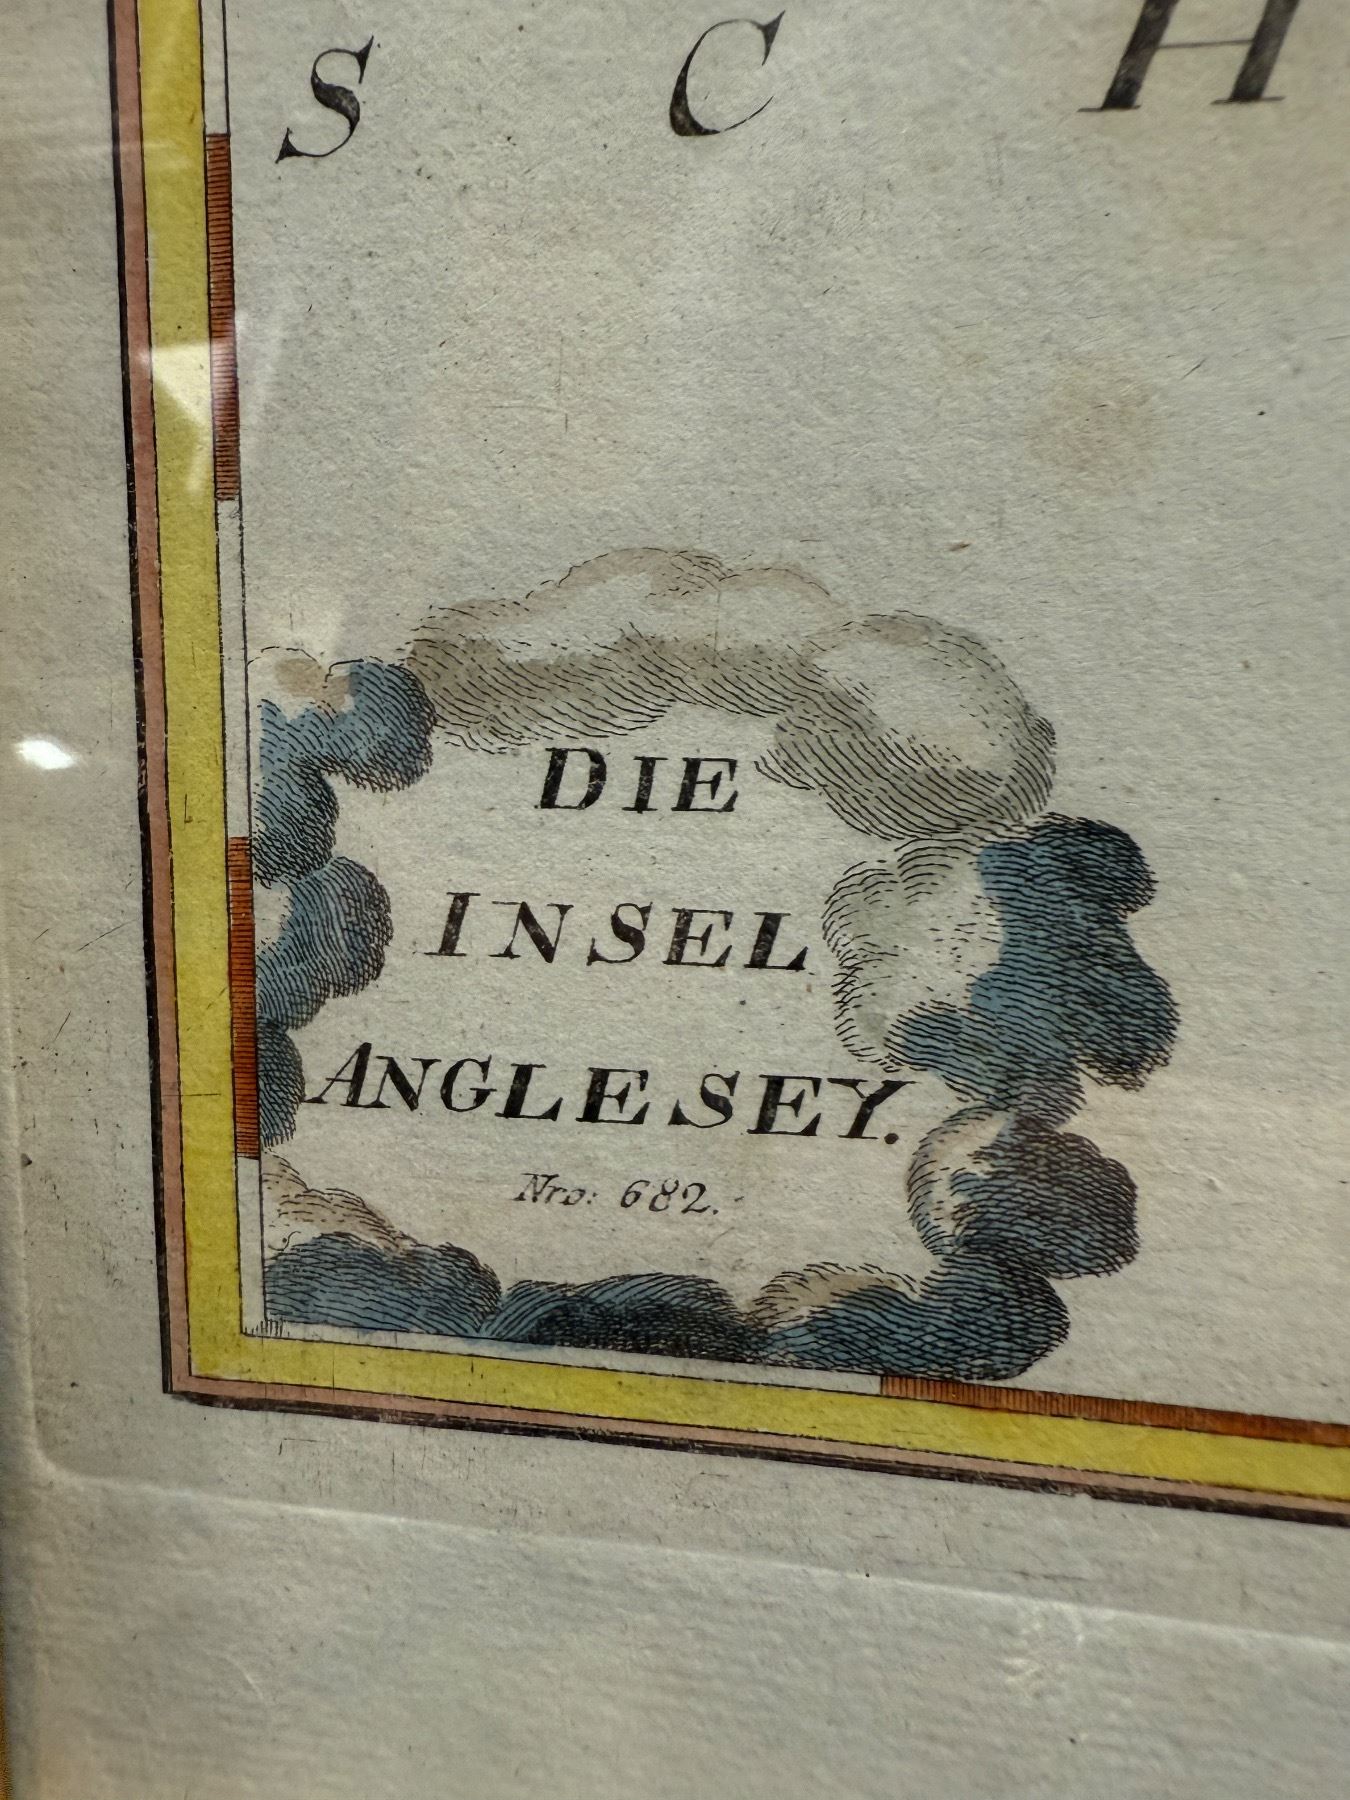 S C H
DIE
INSEL
ANGLESEY.
Nro: 682.